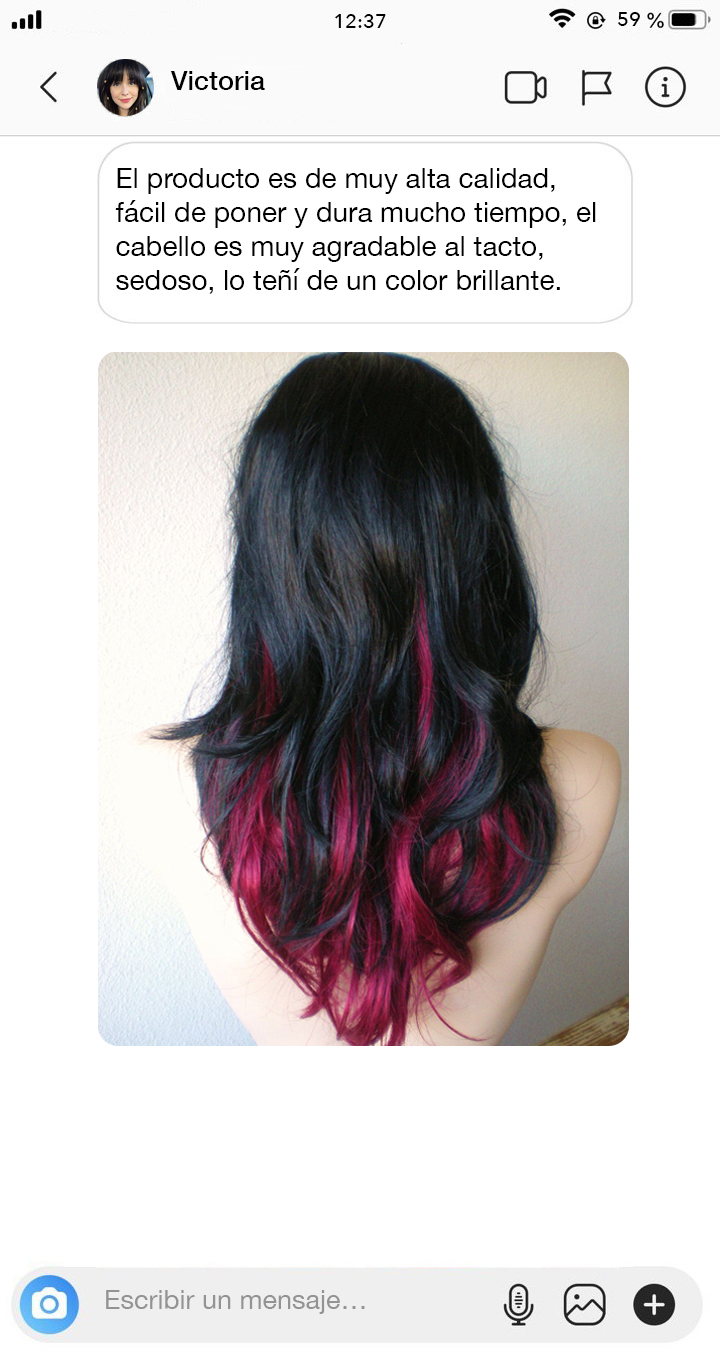 12:37
59 %
Victoria
El producto es de muy alta calidad,
fácil de poner y dura mucho tiempo, el
cabello es muy agradable al tacto,
sedoso, lo teñí de un color brillante.
Escribir un mensaje...